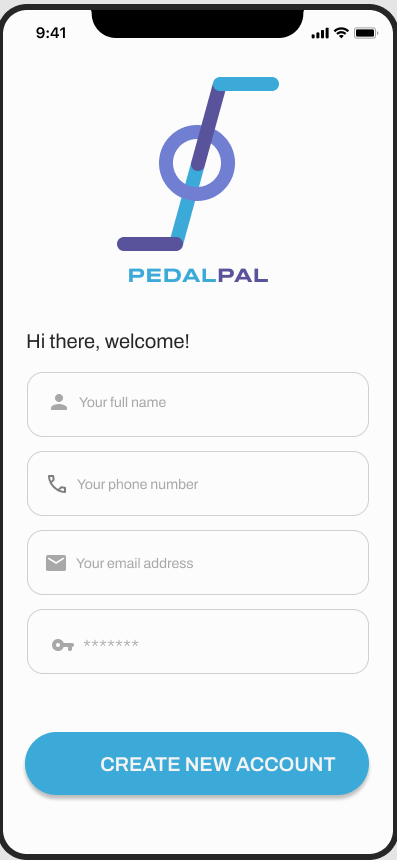 9:41
PEDALPAL
Hi there, welcome!
Your full name
Your phone number
Your email address
*******
CREATE NEW ACCOUNT